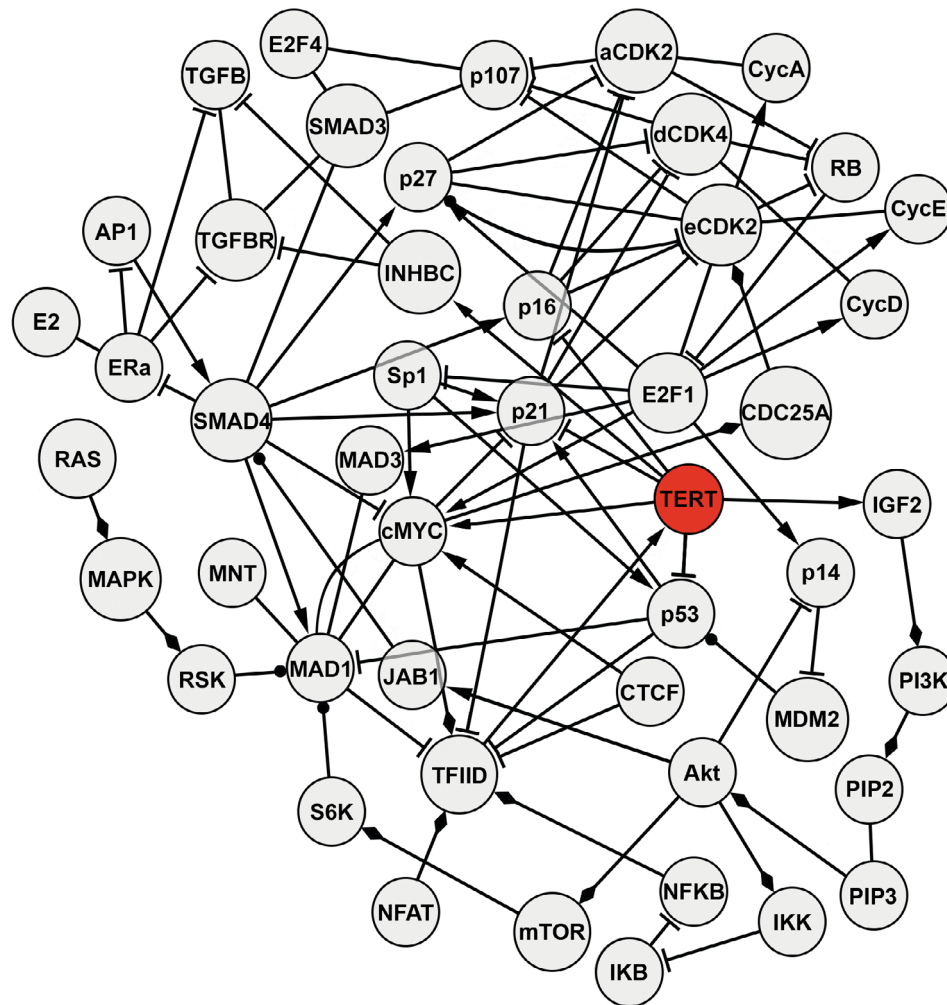 E2F4
aCDK2
TGFB
p107
CycA
SMAD3
dCDK4
p27
RB
CycE
AP1
TGFBR
eCDK2
INHBC
p16
CycD
E2
ERa
Sp1
E2F1
SMAD4
p21
CDC25A
RAS
MAD3
TERT
IGF2
cMYC
MAPK
MNT
p14
p53
RSK
MAD1
JAB1
CTCF
PI3K
MDM2
TFIID
Akt
PIP2
S6K
NFKB
PIP3
NFAT
mTOR
IKK
IKB